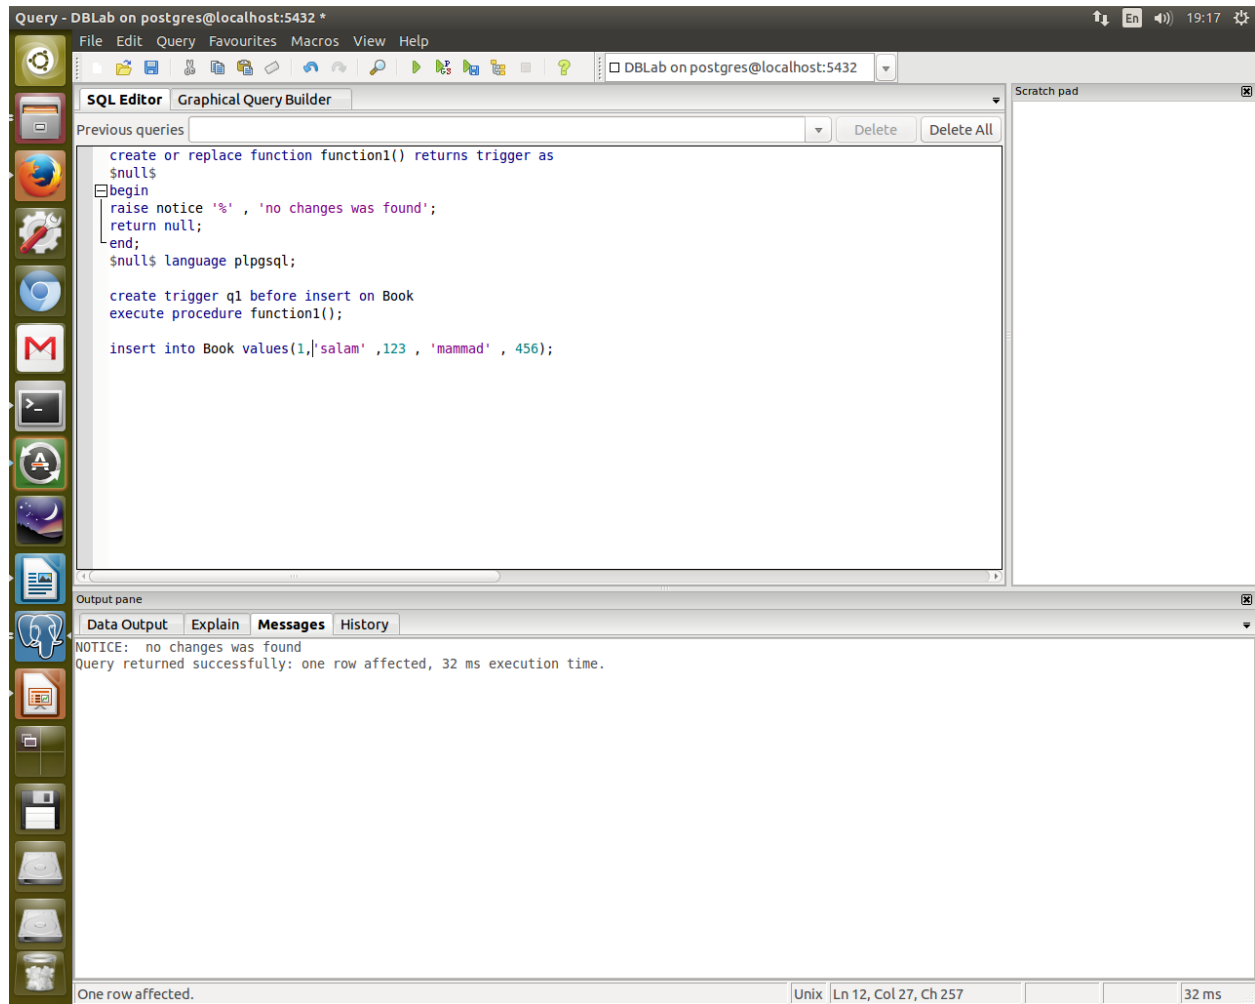 Query - DBLab on postgres@localhost:5432 *
En 19:17
File Edit Query Favourites Macros View Help
DBLab on postgres@localhost:5432
SQL Editor Graphical Query Builder
Scratch pad
Previous queries Delete Delete All
create or replace function function1() returns trigger as
$null$
begin
raise notice '%' , 'no changes was found';
return null;
end;
$null$ language plpgsql;
create trigger q1 before insert on Book
execute procedure function1();
insert into Book values(1,'salam' ,123 , 'mammad' , 456);
Output pane
Data Output Explain Messages History
NOTICE:  no changes was found
Query returned successfully: one row affected, 32 ms execution time.
One row affected. Unix Ln 12, Col 27, Ch 257 32 ms